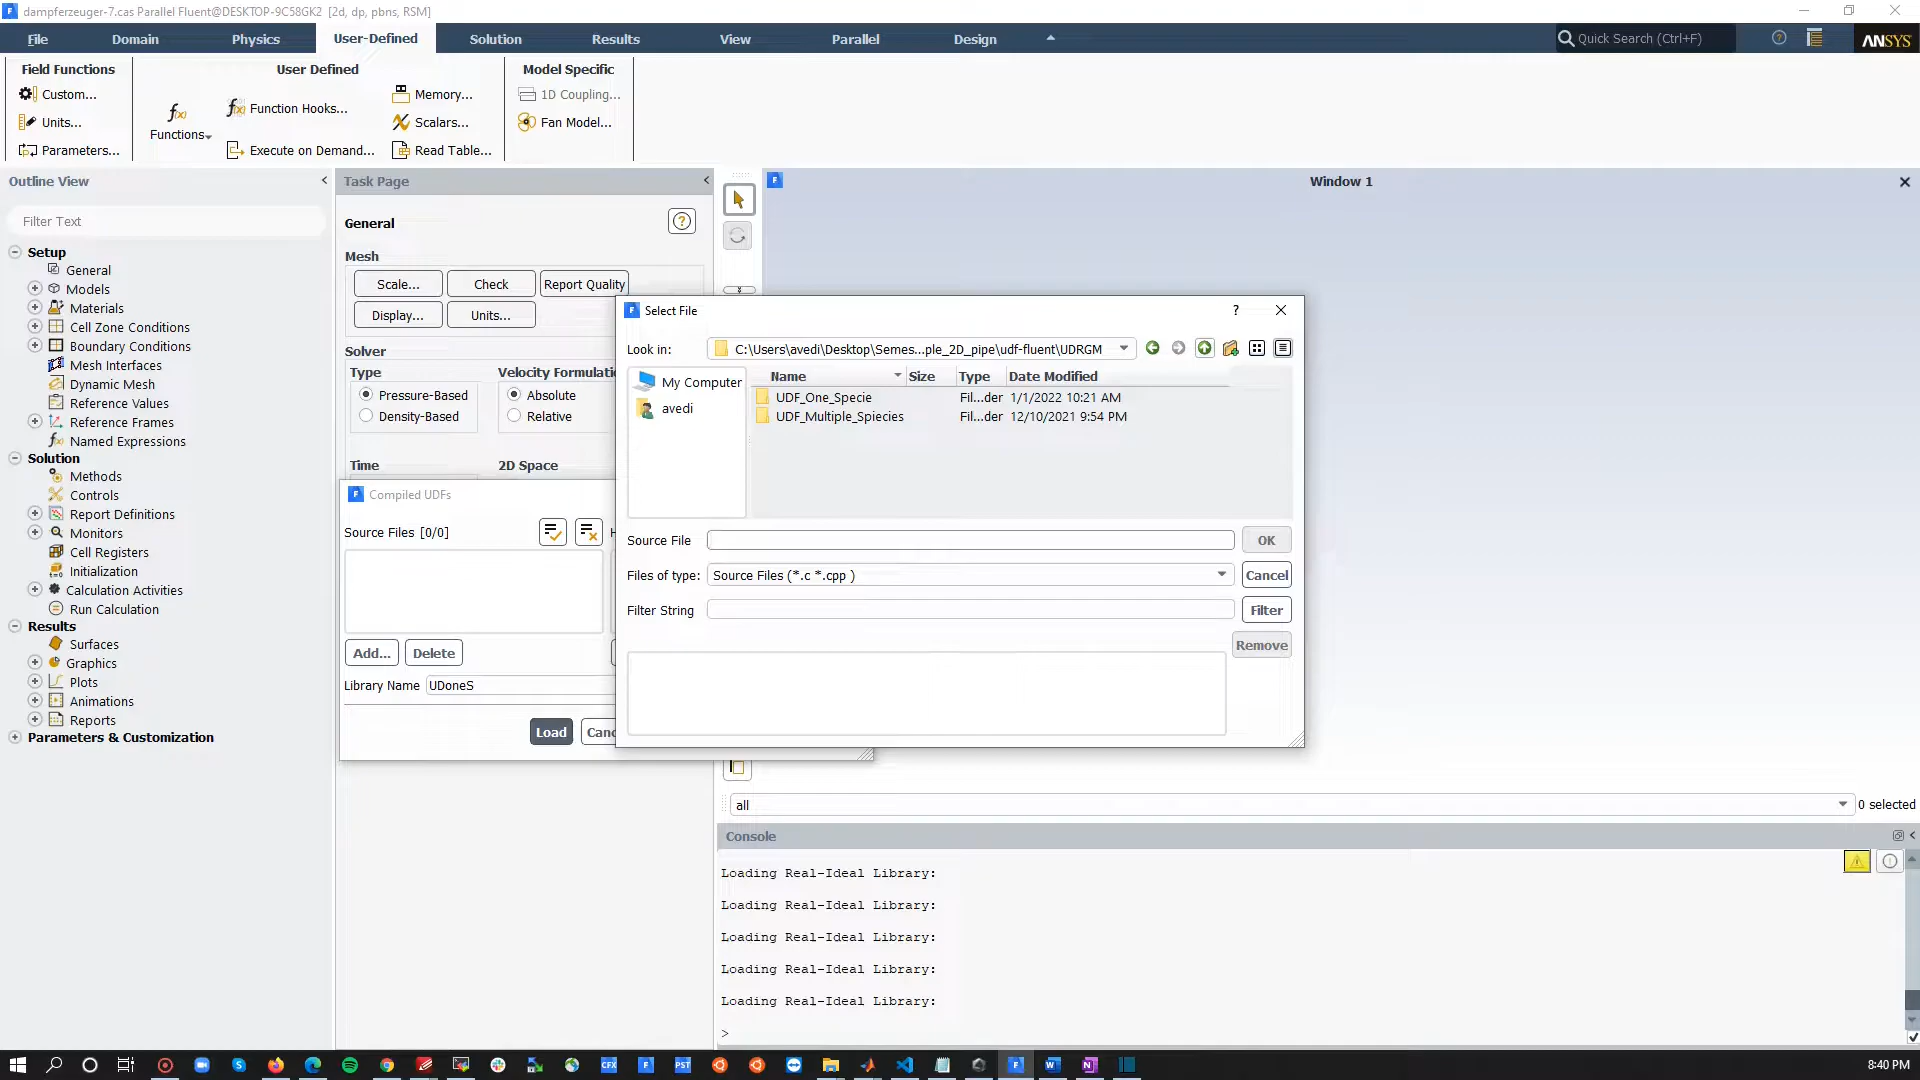 dampferzeuger-7.cas Parallel Fluent@DESKTOP-9C58GK2 [2d, dp, pbns, RSM]
File Domain Physics User-Defined Solution Results View Parallel Design Quick Search (Ctrl+F) ANSYS
Field Functions
Custom...
Units...
Parameters...
User Defined
Functions
Function Hooks...
Execute on Demand...
Memory...
Scalars...
Read Table...
Model Specific
1D Coupling...
Fan Model...
Outline View
Filter Text
Setup
General
Models
Materials
Cell Zone Conditions
Boundary Conditions
Mesh Interfaces
Dynamic Mesh
Reference Values
Reference Frames
Named Expressions
Solution
Methods
Controls
Report Definitions
Monitors
Cell Registers
Initialization
Calculation Activities
Run Calculation
Results
Surfaces
Graphics
Plots
Animations
Reports
Parameters & Customization
Task Page
General
Mesh
Scale... Check Report Quality
Display... Units...
Solver
Type
Pressure-Based
Density-Based
Velocity Formulatio
Absolute
Relative
Time 2D Space
Compiled UDFs
Source Files [0/0]
Add... Delete
Library Name UDoneS
Load Canc
Window 1
Select File
Look in: C:\Users\avedi\Desktop\Semes...ple_2D_pipe\udf-fluent\UDRGM
My Computer
avedi
Name Size Type Date Modified
UDF_One_Specie Fil...der 1/1/2022 10:21 AM
UDF_Multiple_Spiecies Fil...der 12/10/2021 9:54 PM
Source File OK
Files of type: Source Files (*.c *.cpp ) Cancel
Filter String Filter
Remove
all 0 selected
Console
Loading Real-Ideal Library:
Loading Real-Ideal Library:
Loading Real-Ideal Library:
Loading Real-Ideal Library:
Loading Real-Ideal Library:
>
CFX PST
8:40 PM